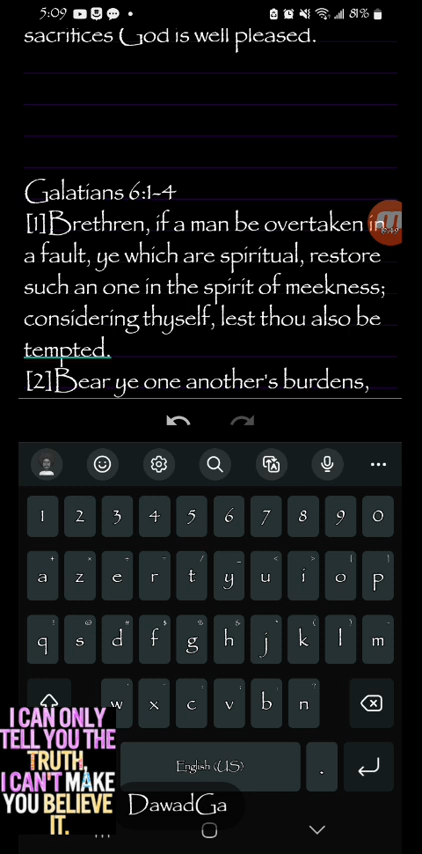 5:09 81%
sacrifices God is well pleased.
Galatians 6:1-4
[1]Brethren, if a man be overtaken in
a fault, ye which are spiritual, restore
such an one in the spirit of meekness;
considering thyself, lest thou also be
tempted.
[2]Bear ye one another's burdens,
1 2 3 4 5 6 7 8 9 0
a z e r t y u i o p
q s d f g h j k l m
w x c v b n
English (US) .
I CAN ONLY
TELL YOU THE
TRUTH,
I CAN'T MAKE
YOU BELIEVE
IT.
DawadGa